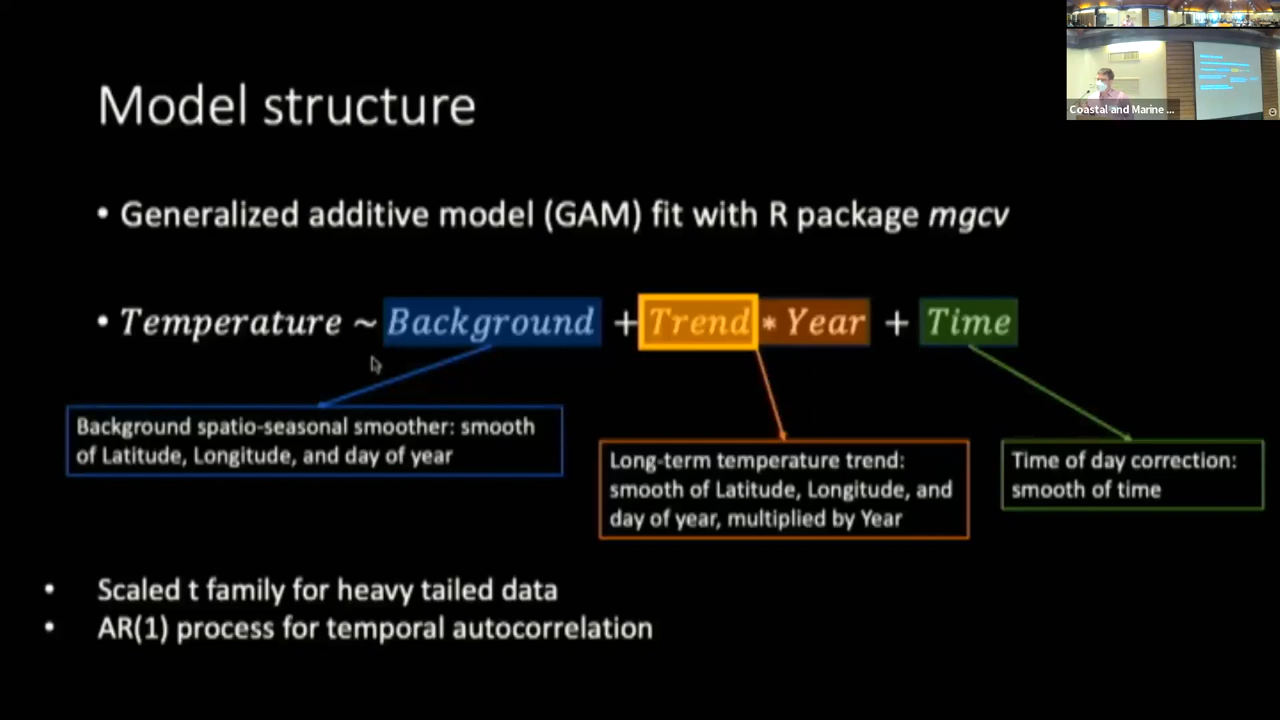 Model structure
• Generalized additive model (GAM) fit with R package mgcv
• Temperature ~ Background + Trend * Year + Time
Background spatio-seasonal smoother: smooth
of Latitude, Longitude, and day of year
Long-term temperature trend:
smooth of Latitude, Longitude, and
day of year, multiplied by Year
Time of day correction:
smooth of time
• Scaled t family for heavy tailed data
• AR(1) process for temporal autocorrelation
Coastal and Marine ...